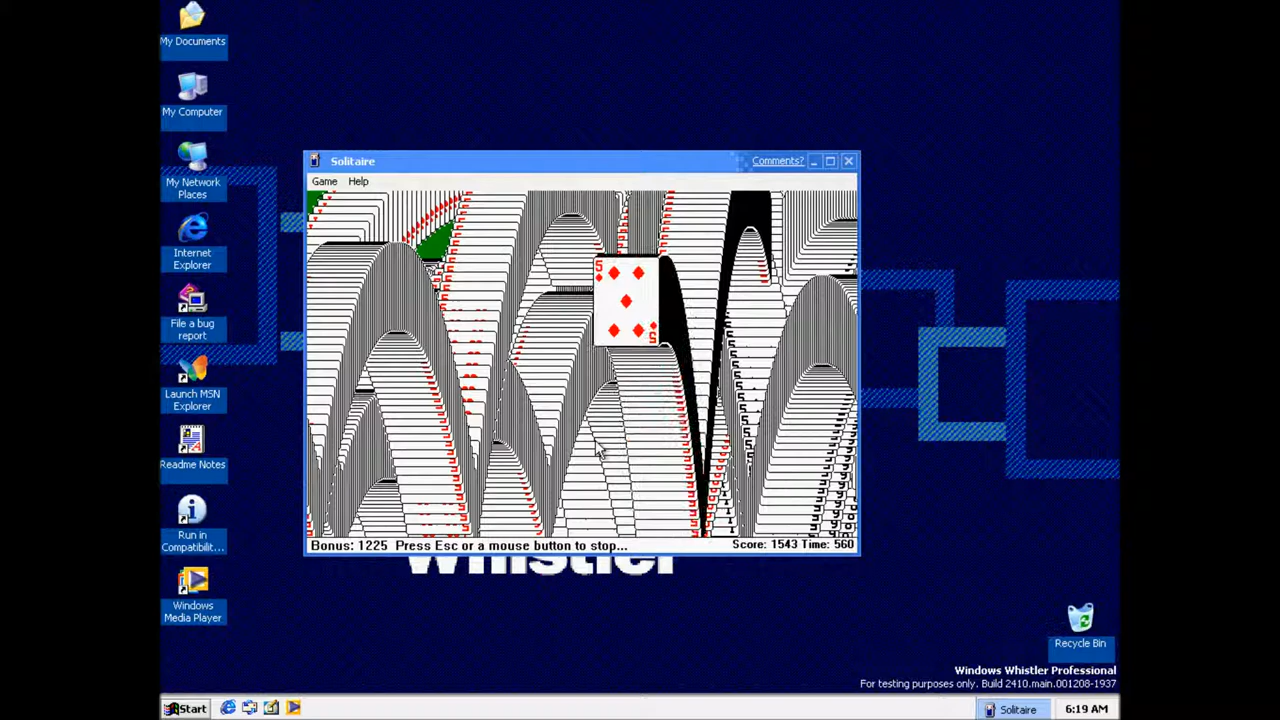 My Documents
My Computer
My Network
Places
Internet
Explorer
File a bug
report
Launch MSN
Explorer
Readme Notes
Run in
Compatibilit...
Windows
Media Player
Solitaire
Comments?
Game Help
5
5
Bonus: 1225 Press Esc or a mouse button to stop...
Score: 1543 Time: 560
Whistler
Recycle Bin
Windows Whistler Professional
For testing purposes only. Build 2410.main.001208-1937
Start
Solitaire
6:19 AM